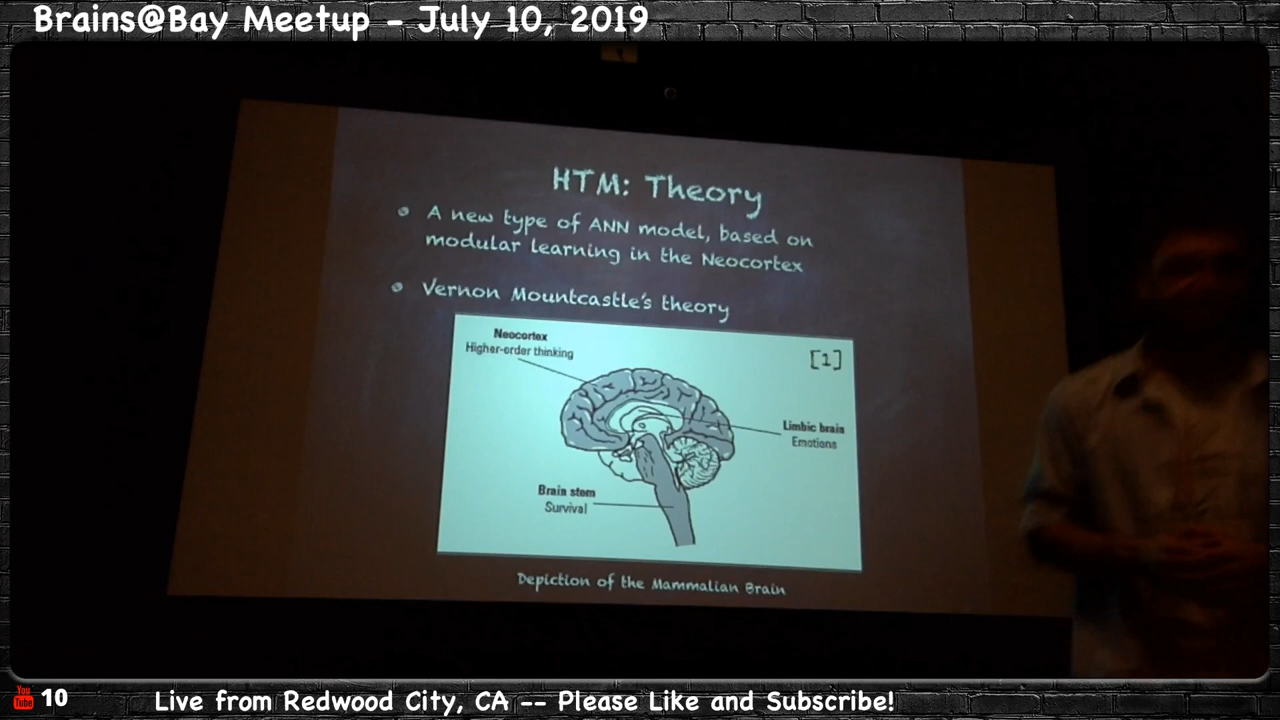 Brains@Bay Meetup - July 10, 2019
HTM: Theory
A new type of ANN model, based on
modular learning in the Neocortex
Vernon Mountcastle's theory
Neocortex
Higher-order thinking
[1]
Limbic brain
Emotions
Brain stem
Survival
Depiction of the Mammalian Brain
You
Tube
10
Live from Redwood City, CA -- Please Like and Subscribe!